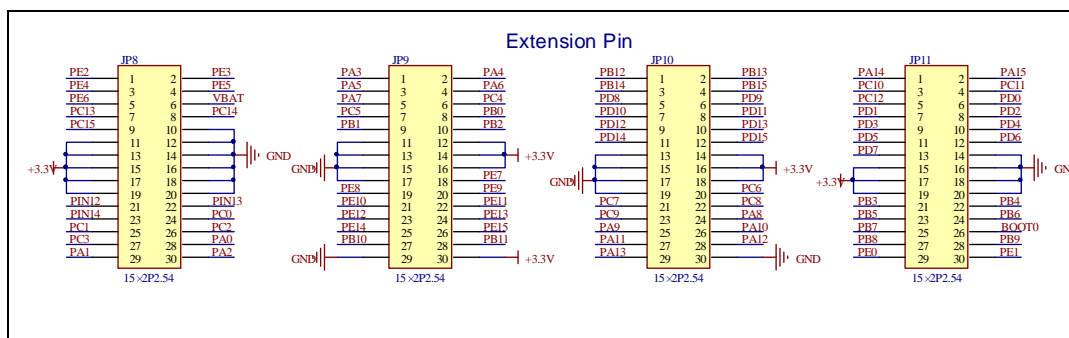 Extension Pin
JP8 JP9 JP10 JP11
PE2 1 2 PE3 PA3 1 2 PA4 PB12 1 2 PB13 PA14 1 2 PA15
PE4 3 4 PE5 PA5 3 4 PA6 PB14 3 4 PB15 PC10 3 4 PC11
PE6 5 6 VBAT PA7 5 6 PC4 PD8 5 6 PD9 PC12 5 6 PD0
PC13 7 8 PC14 PC5 7 8 PB0 PD10 7 8 PD11 PD1 7 8 PD2
PC15 9 10 PB1 9 10 PB2 PD12 9 10 PD13 PD3 9 10 PD4
11 12 11 12 PD14 11 12 PD15 PD5 11 12 PD6
13 14 GND 13 14 +3.3V 13 14 PD7 13 14
+3.3V 15 16 GND 15 16 15 16 +3.3V 15 16 GND
17 18 17 18 PE7 GND 17 18 +3.3V 17 18
19 20 PE8 19 20 PE9 19 20 PC6 19 20
PIN12 21 22 PIN13 PE10 21 22 PE11 PC7 21 22 PC8 PB3 21 22 PB4
PIN14 23 24 PC0 PE12 23 24 PE13 PC9 23 24 PA8 PB5 23 24 PB6
PC1 25 26 PC2 PE14 25 26 PE15 PA9 25 26 PA10 PB7 25 26 BOOT0
PC3 27 28 PA0 PB10 27 28 PB11 PA11 27 28 PA12 PB8 27 28 PB9
PA1 29 30 PA2 GND 29 30 +3.3V PA13 29 30 GND PE0 29 30 PE1
15×2P2.54 15×2P2.54 15×2P2.54 15×2P2.54